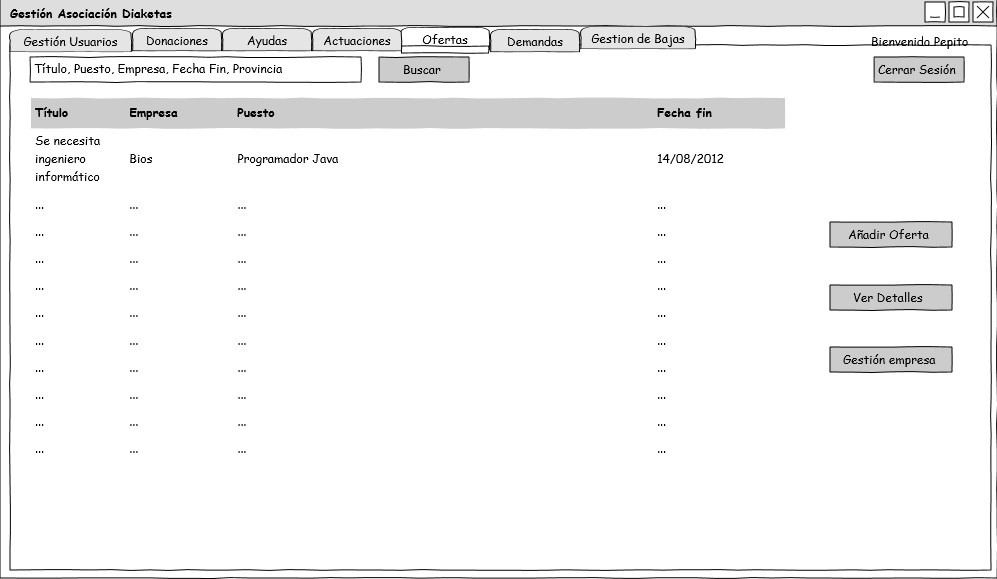 Gestión Asociación Diaketas
Gestión Usuarios Donaciones Ayudas Actuaciones Ofertas Demandas Gestion de Bajas
Bienvenido Pepito
Título, Puesto, Empresa, Fecha Fin, Provincia Buscar Cerrar Sesión
Título Empresa Puesto Fecha fin
Se necesita
ingeniero Bios Programador Java 14/08/2012
informático
... ... ... ...
... ... ... ...
Añadir Oferta
... ... ... ...
... ... ... ...
Ver Detalles
... ... ... ...
... ... ... ...
Gestión empresa
... ... ... ...
... ... ... ...
... ... ... ...
... ... ... ...